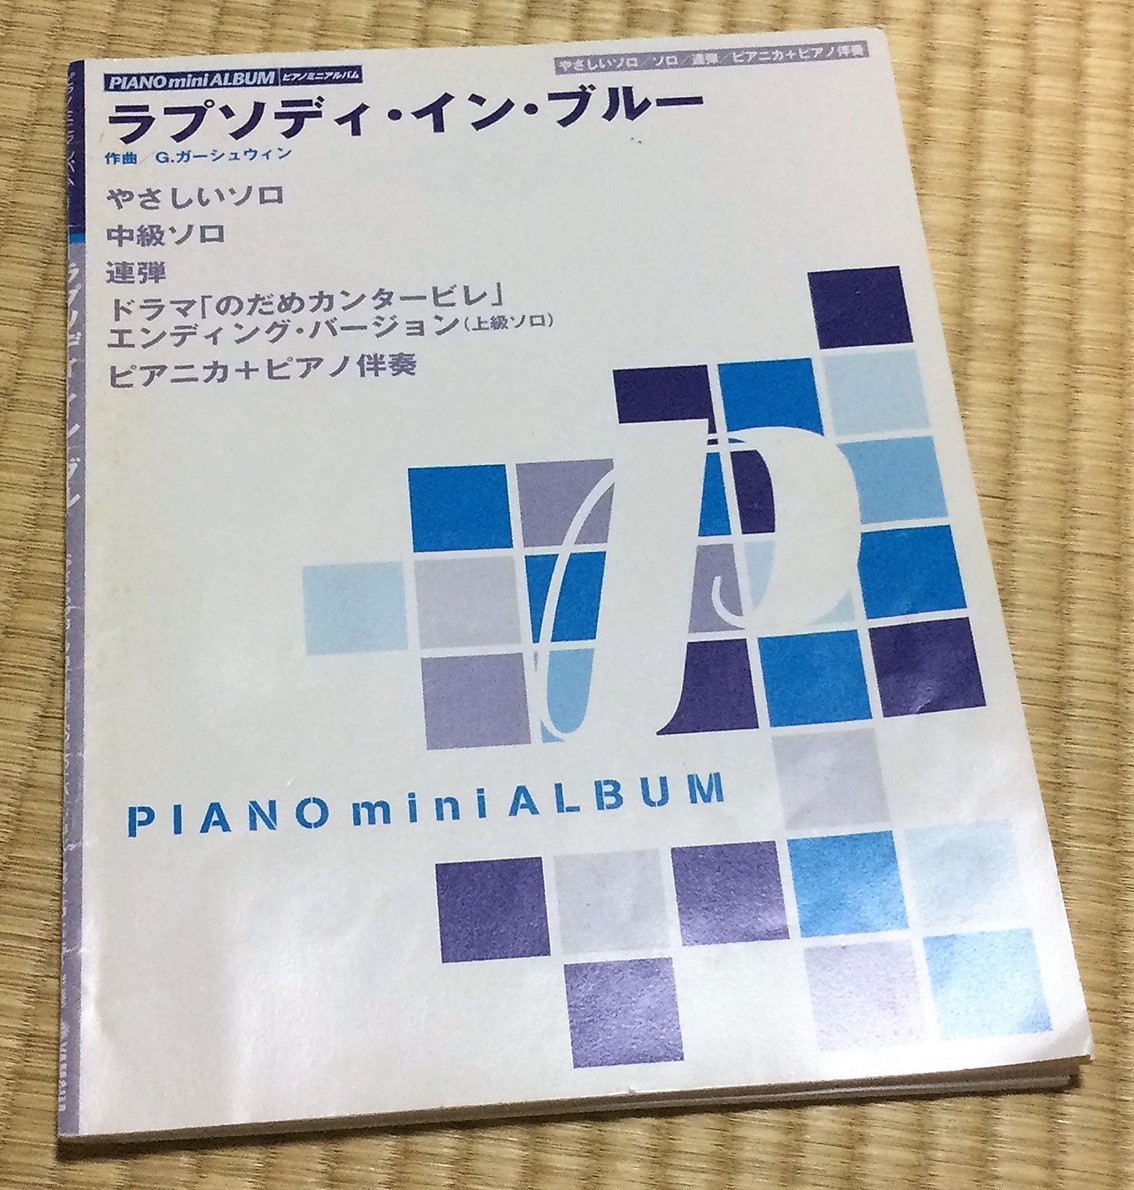 PIANO mini ALBUM ピアノミニアルバム
やさしいソロ/ソロ/連弾/ピアニカ+ピアノ伴奏
ラプソディ・イン・ブルー
作曲/G.ガーシュウィン
やさしいソロ
中級ソロ
連弾
ドラマ「のだめカンタービレ」
エンディング・バージョン(上級ソロ)
ピアニカ+ピアノ伴奏
p
PIANO mini ALBUM
YAMAHA